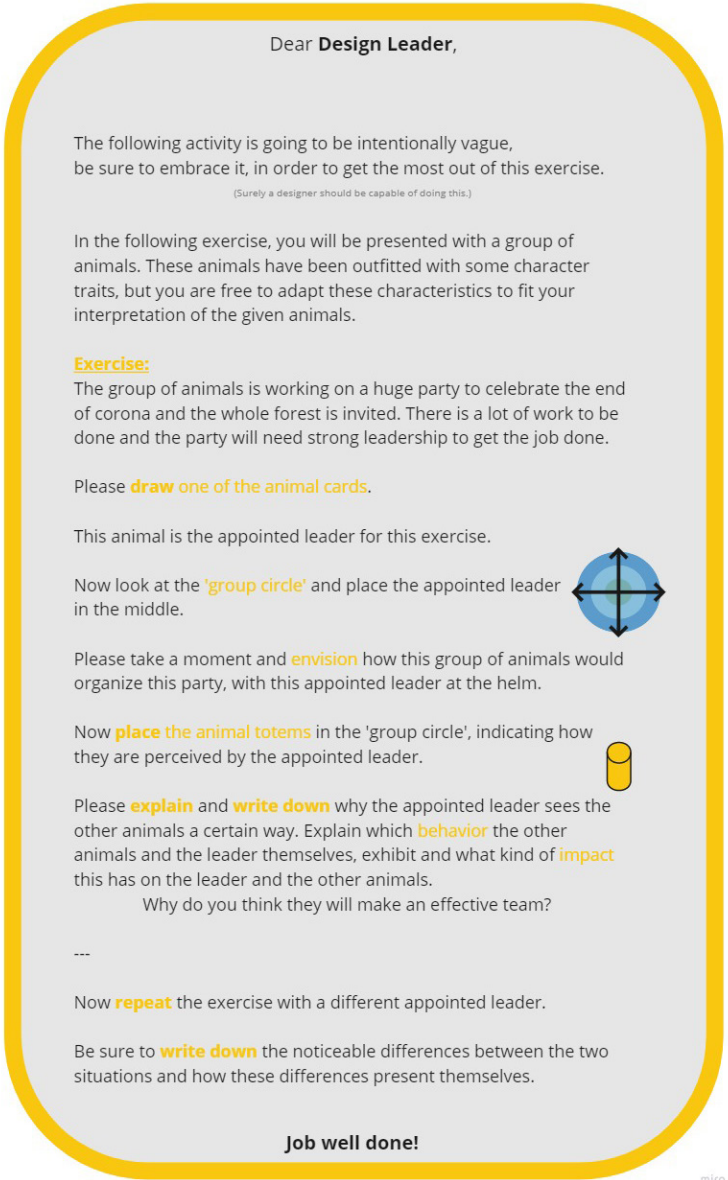 Dear Design Leader,
The following activity is going to be intentionally vague,
be sure to embrace it, in order to get the most out of this exercise.
(Surely a designer should be capable of doing this.)
In the following exercise, you will be presented with a group of
animals. These animals have been outfitted with some character
traits, but you are free to adapt these characteristics to fit your
interpretation of the given animals.
Exercise:
The group of animals is working on a huge party to celebrate the end
of corona and the whole forest is invited. There is a lot of work to be
done and the party will need strong leadership to get the job done.
Please draw one of the animal cards.
This animal is the appointed leader for this exercise.
Now look at the 'group circle' and place the appointed leader
in the middle.
Please take a moment and envision how this group of animals would
organize this party, with this appointed leader at the helm.
Now place the animal totems in the 'group circle', indicating how
they are perceived by the appointed leader.
Please explain and write down why the appointed leader sees the
other animals a certain way. Explain which behavior the other
animals and the leader themselves, exhibit and what kind of impact
this has on the leader and the other animals.
Why do you think they will make an effective team?
---
Now repeat the exercise with a different appointed leader.
Be sure to write down the noticeable differences between the two
situations and how these differences present themselves.
Job well done!